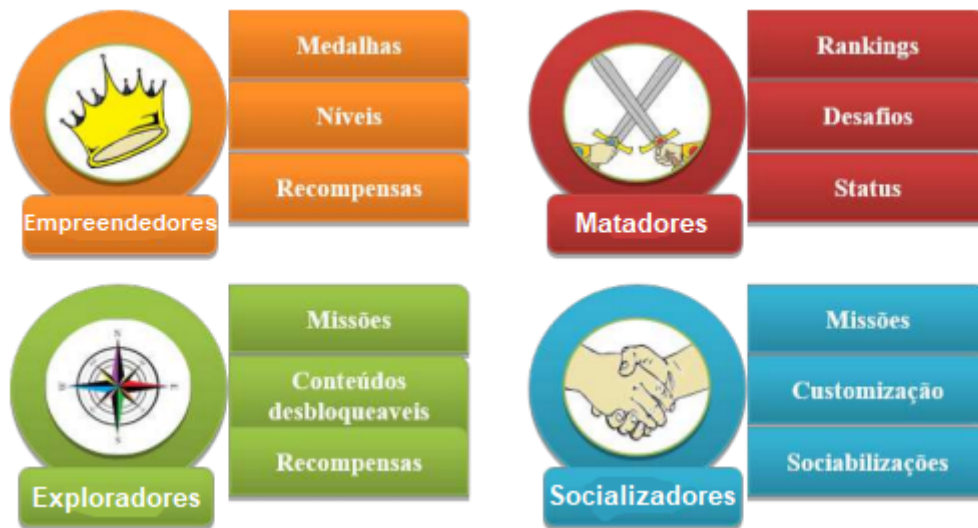 Medalhas
Níveis
Recompensas
Empreendedores
Rankings
Desafios
Status
Matadores
Missões
Conteúdos
desbloqueaveis
Recompensas
Exploradores
Missões
Customização
Sociabilizações
Socializadores